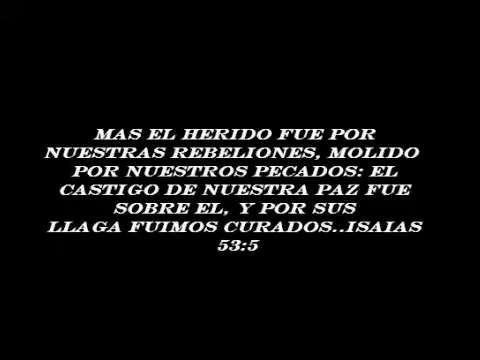 MAS EL HERIDO FUE POR
NUESTRAS REBELIONES, MOLIDO
POR NUESTROS PECADOS: EL
CASTIGO DE NUESTRA PAZ FUE
SOBRE EL, Y POR SUS
LLAGA FUIMOS CURADOS..ISAIAS
53:5